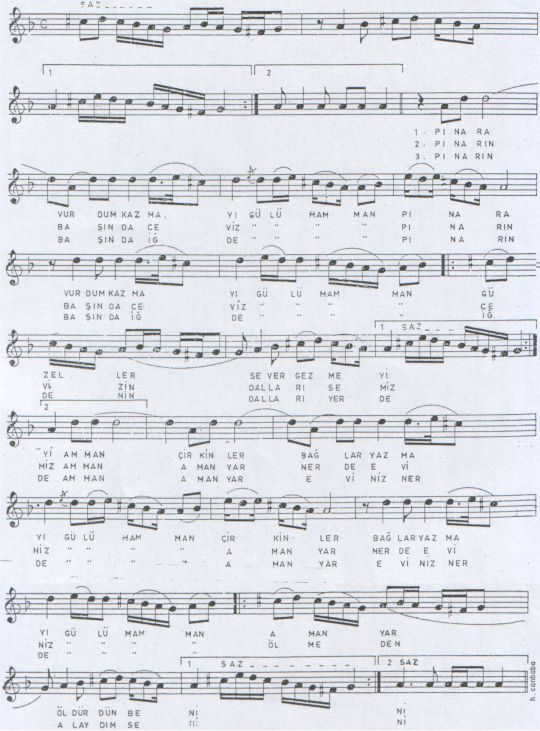 SAZ
1 2
1. PI NA RA
2. PI NA RIN
3. PI NA RIN
VUR DUM KAZ MA, YI GÜ LÜ MAM MAN PI NA RA
BA ŞIN DA CE VİZ " " " " PI NA RIN
BA ŞIN DA İĞ DE " " " " PI NA RIN
VUR DUM KAZ MA YI GÜ LÜ MAM MAN GÜ
BA ŞIN DA CE VİZ " " " " ÇE
BA ŞIN DA İĞ DE " " " " İĞ
1 SAZ
ZEL LER SE VER GEZ ME YI
Vİ ZİN DALLA RI SE MİZ
DE NİN DALLA RI YER DE
2
YI AM MAN ÇİR KİN LER BAĞ LAR YAZ MA
MİZ AM MAN A MAN YAR NER DE E Vİ
DE AM MAN A MAN YAR E Vİ NİZ NER
YI GÜ LÜ HAM MAN ÇİR KİN LER BAĞ LAR YAZ MA
NİZ " " " " A MAN YAR NER DE E Vİ
DE " " " " A MAN YAR E Vİ NİZ NER
YI GÜ LÜ MAM MAN A MAN YAR
NİZ " " " " ÖL ME DEN
DE " " " "
1 SAZ 2 SAZ
ÖL DÜR DÜN BE Nİ Nİ
A LAY DIM SE Nİ Nİ
h. canbaba